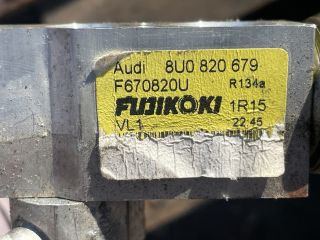 Audi 8U0 820 679
F670820U R134a
FUJIKOKI 1R15
VL1 22.45